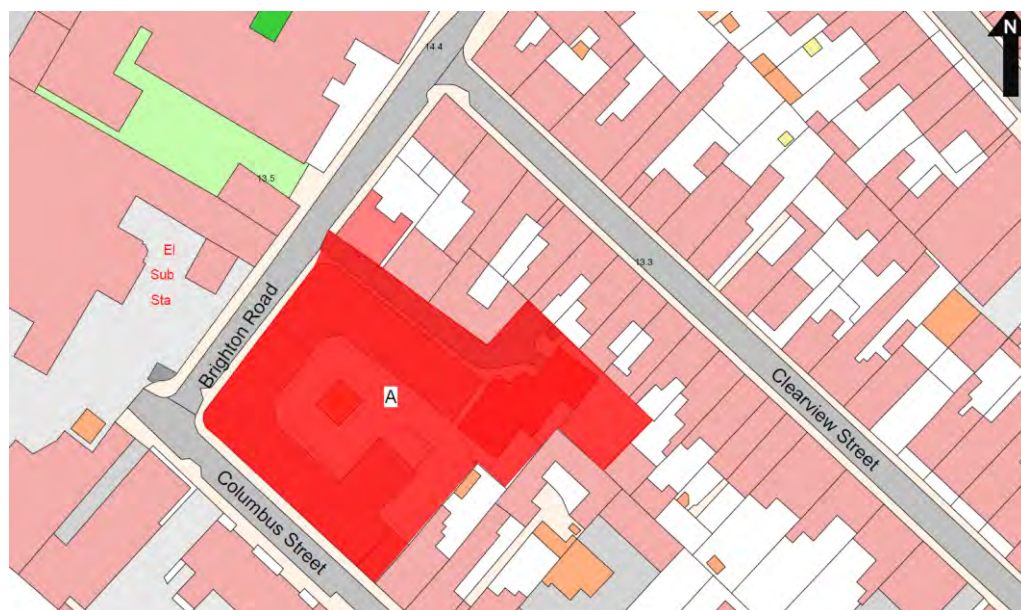 N
14.4
13.5
El
Sub
Sta
13.3
Brighton Road
A
Clearview Street
Columbus Street